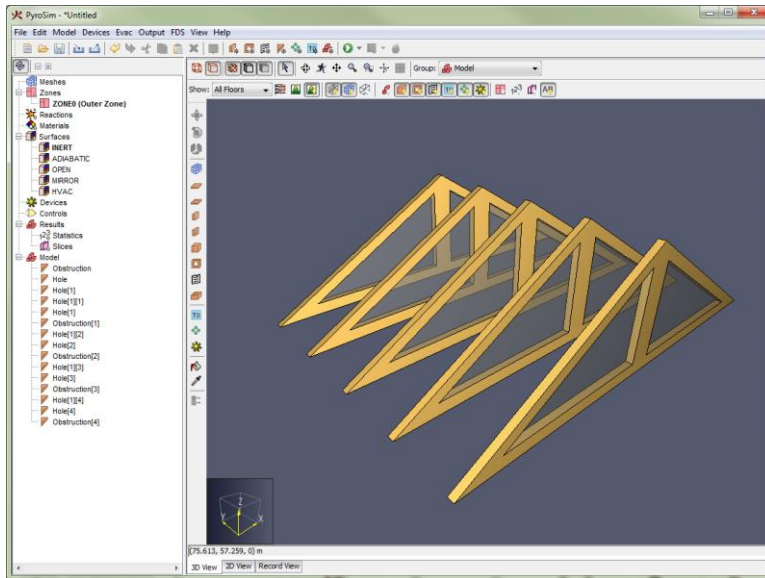 PyroSim - *Untitled
File Edit Model Devices Evac Output FDS View Help
Group: Model
Show: All Floors
Meshes
Zones
ZONE0 (Outer Zone)
Reactions
Materials
Surfaces
INERT
ADIABATIC
OPEN
MIRROR
HVAC
Devices
Controls
Results
Statistics
Slices
Model
Obstruction
Hole
Hole[1]
Hole[1][1]
Hole[1]
Obstruction[1]
Hole[1][2]
Hole[2]
Obstruction[2]
Hole[1][3]
Hole[3]
Obstruction[3]
Hole[1][4]
Hole[4]
Obstruction[4]
Z
Y
X
(75.613, 57.259, 0) m
3D View 2D View Record View